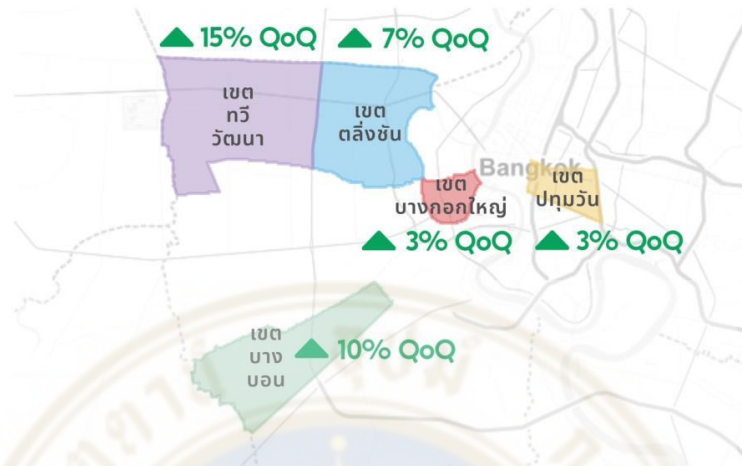 15% QoQ 7% QoQ
เขต
ทวี
วัฒนา
เขต
ตลิ่งชัน
Bangkok
เขต
บางกอกใหญ่
เขต
ปทุมวัน
3% QoQ 3% QoQ
เขต
บาง
บอน
10% QoQ